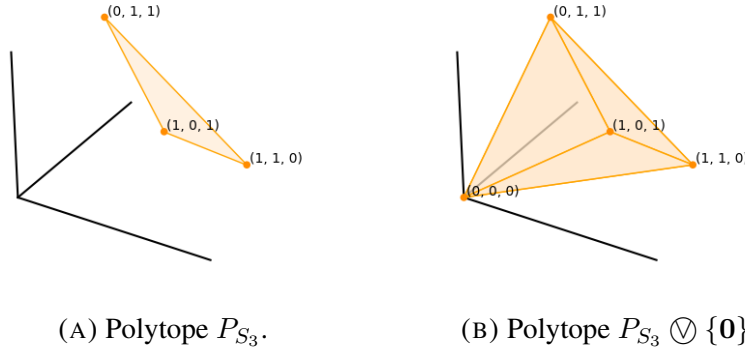 (0, 1, 1)
(1, 0, 1)
(1, 1, 0)
(0, 1, 1)
(1, 0, 1)
(1, 1, 0)
(0, 0, 0)
(A) Polytope P_{S_3}.
(B) Polytope P_{S_3} Ⓥ {0}